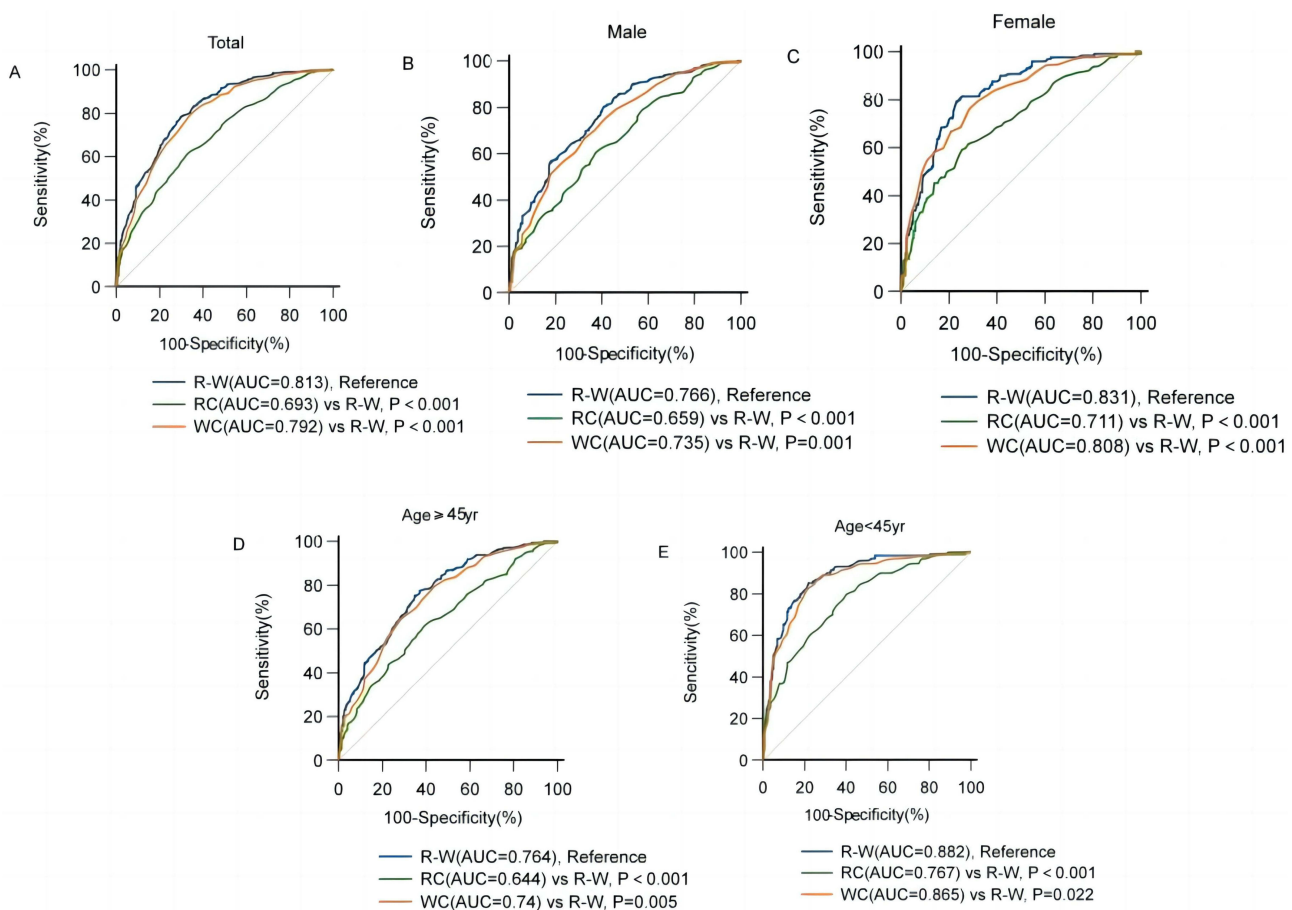 A
Total
Sensitivity(%)
100
80
60
40
20
0
0 20 40 60 80 100
100-Specificity(%)
R-W(AUC=0.813), Reference
RC(AUC=0.693) vs R-W, P < 0.001
WC(AUC=0.792) vs R-W, P < 0.001
B
Male
Sensitivity(%)
100
80
60
40
20
0
0 20 40 60 80 100
100-Specificity(%)
R-W(AUC=0.766), Reference
RC(AUC=0.659) vs R-W, P < 0.001
WC(AUC=0.735) vs R-W, P=0.001
C
Female
Sensitivity(%)
100
80
60
40
20
0
0 20 40 60 80 100
100-Specificity(%)
R-W(AUC=0.831), Reference
RC(AUC=0.711) vs R-W, P < 0.001
WC(AUC=0.808) vs R-W, P < 0.001
D
Age ≥ 45yr
Sensitivity(%)
100
80
60
40
20
0
0 20 40 60 80 100
100-Specificity(%)
R-W(AUC=0.764), Reference
RC(AUC=0.644) vs R-W, P < 0.001
WC(AUC=0.74) vs R-W, P=0.005
E
Age<45yr
Sencitivity(%)
100
80
60
40
20
0
0 20 40 60 80 100
100-Specificity(%)
R-W(AUC=0.882), Reference
RC(AUC=0.767) vs R-W, P < 0.001
WC(AUC=0.865) vs R-W, P=0.022